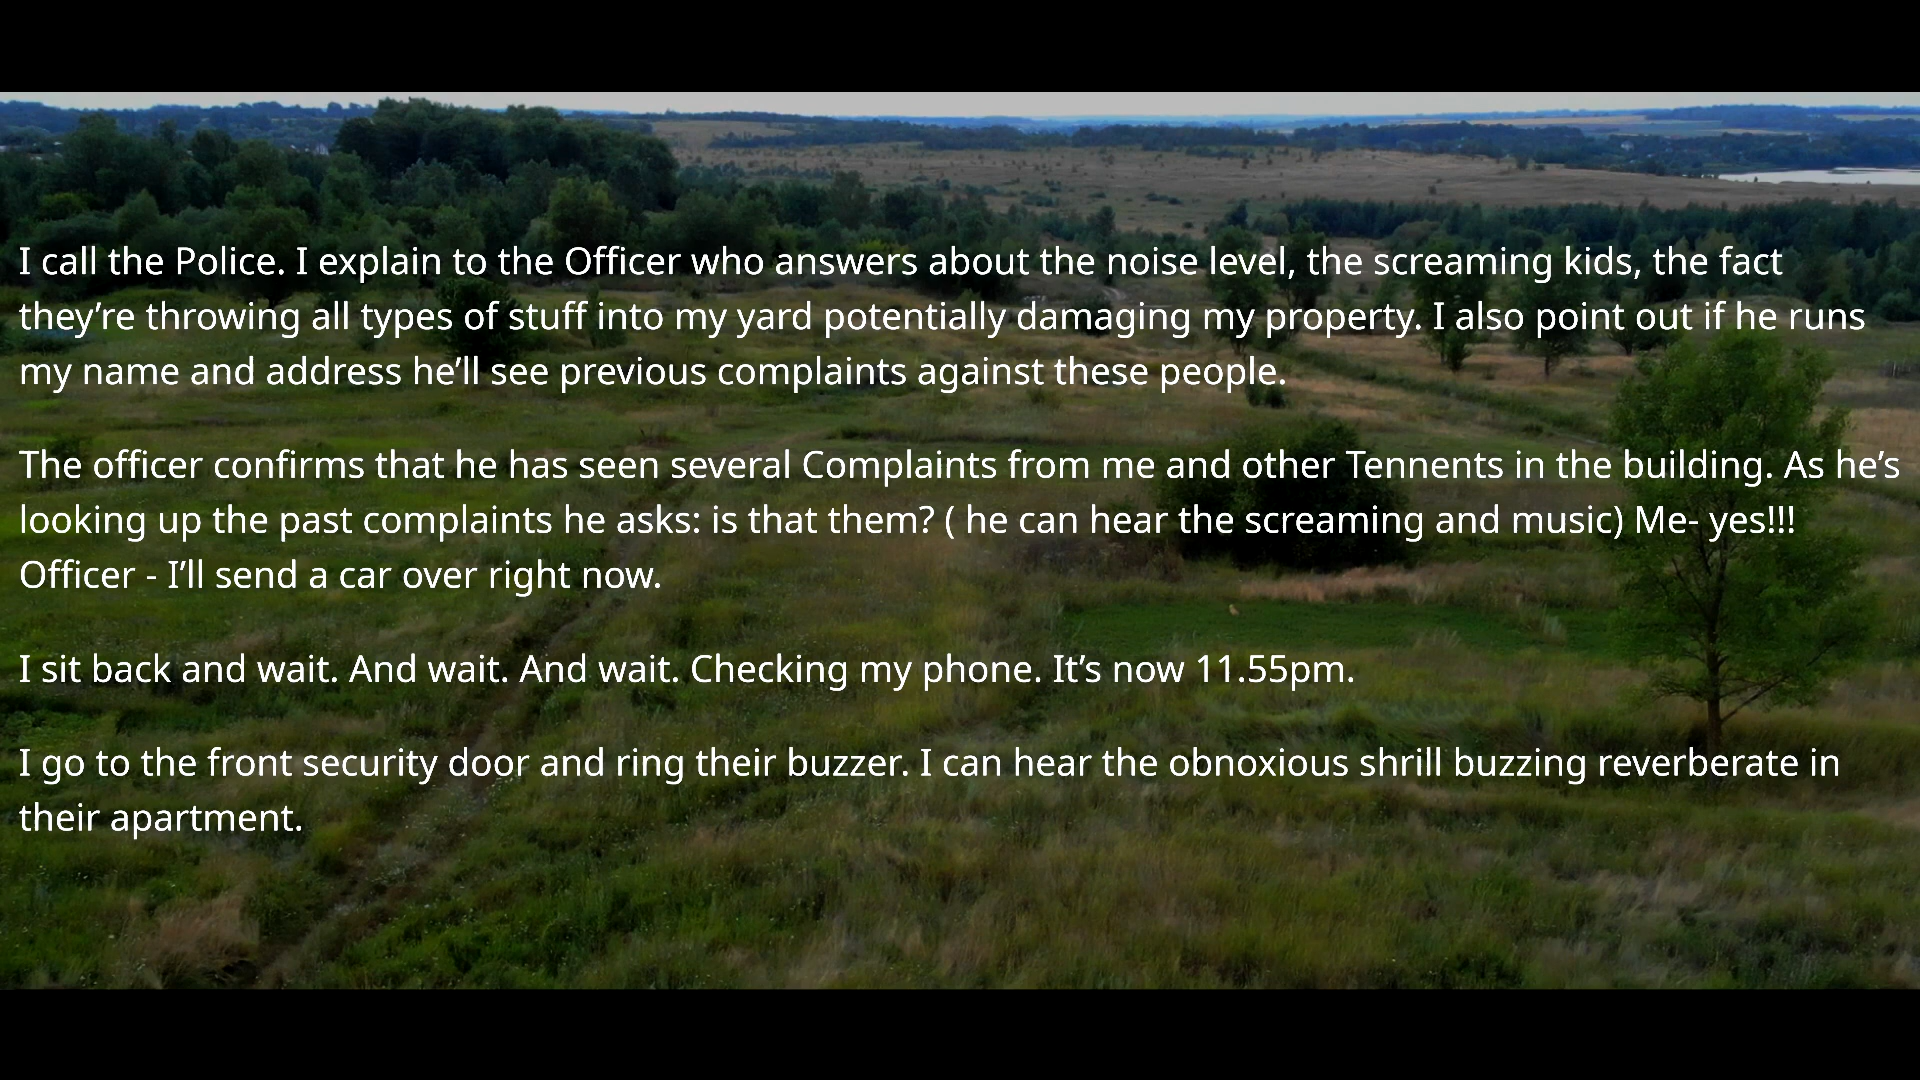 I call the Police. I explain to the Officer who answers about the noise level, the screaming kids, the fact
they’re throwing all types of stuff into my yard potentially damaging my property. I also point out if he runs
my name and address he’ll see previous complaints against these people.
The officer confirms that he has seen several Complaints from me and other Tennents in the building. As he’s
looking up the past complaints he asks: is that them? ( he can hear the screaming and music) Me- yes!!!
Officer - I’ll send a car over right now.
I sit back and wait. And wait. And wait. Checking my phone. It’s now 11.55pm.
I go to the front security door and ring their buzzer. I can hear the obnoxious shrill buzzing reverberate in
their apartment.